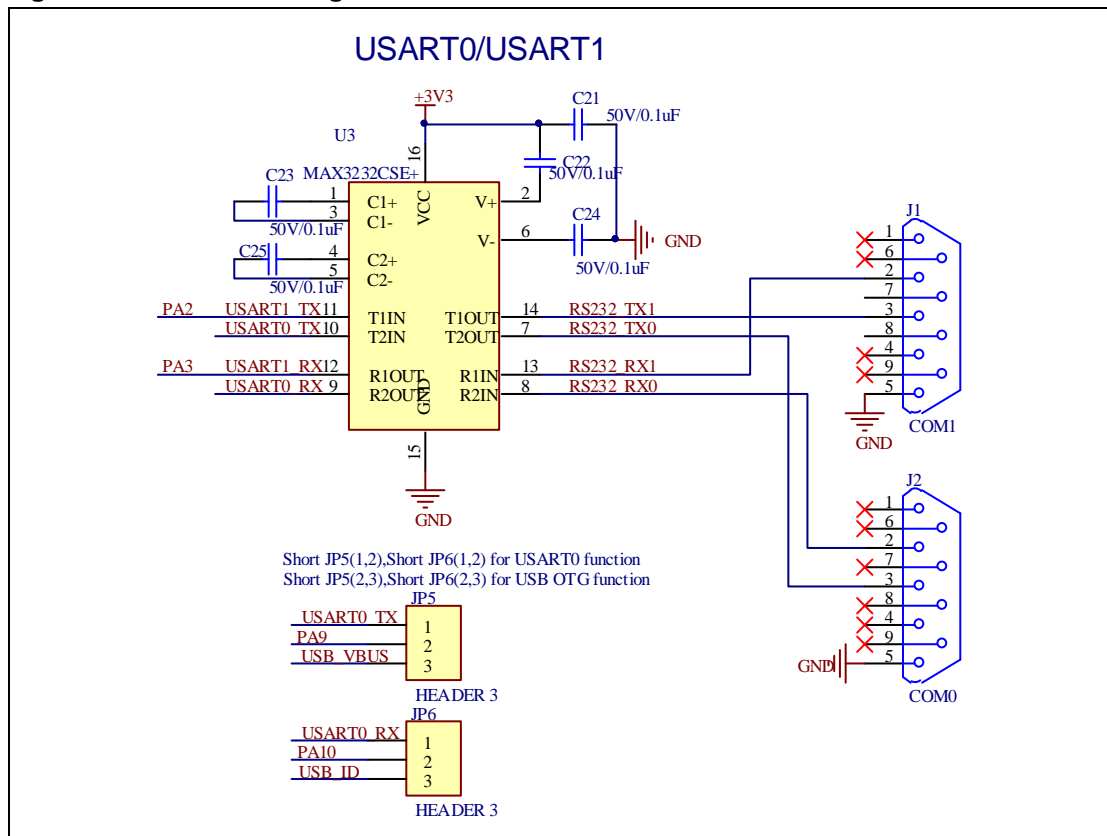 USART0/USART1
+3V3
C21
50V/0.1uF
U3
16
C22
50V/0.1uF
MAX3232CSE+
C23
1
C1+
VCC
V+
2
3
C1-
50V/0.1uF
C24
J1
C25
4
C2+
V-
6
GND
1
5
C2-
50V/0.1uF
50V/0.1uF
6
2
7
PA2
USART1_TX
11
T1IN
T1OUT
14
RS232_TX1
3
USART0_TX
10
T2IN
T2OUT
7
RS232_TX0
8
4
PA3
USART1_RX
12
R1OUT
R1IN
13
RS232_RX1
9
USART0_RX
9
R2OUT
GND
R2IN
8
RS232_RX0
5
COM1
GND
15
GND
J2
1
6
2
7
3
8
4
9
5
GND
COM0
Short JP5(1,2),Short JP6(1,2) for USART0 function
Short JP5(2,3),Short JP6(2,3) for USB OTG function
JP5
USART0_TX
1
PA9
2
USB_VBUS
3
HEADER 3
JP6
USART0_RX
1
PA10
2
USB_ID
3
HEADER 3